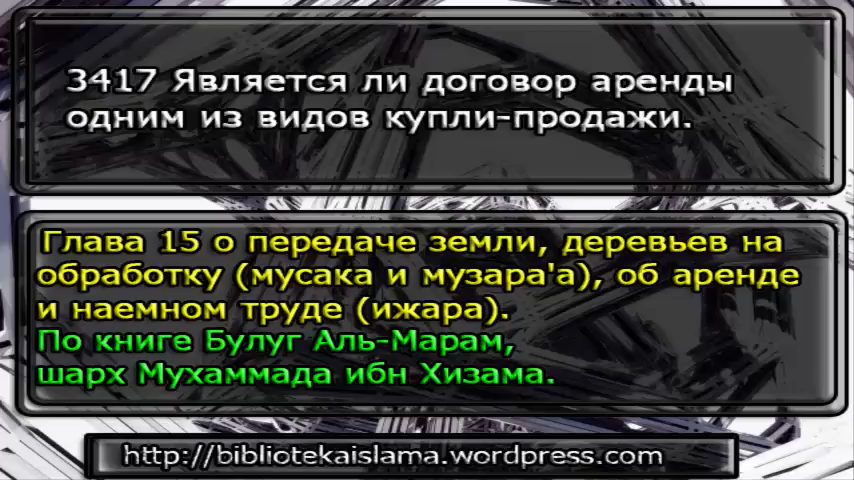 3417 Является ли договор аренды
одним из видов купли-продажи.
Глава 15 о передаче земли, деревьев на
обработку (мусака и музара'а), об аренде
и наемном труде (ижара).
По книге Булуг Аль-Марам,
шарх Мухаммада ибн Хизама.
http://bibliotekaislama.wordpress.com